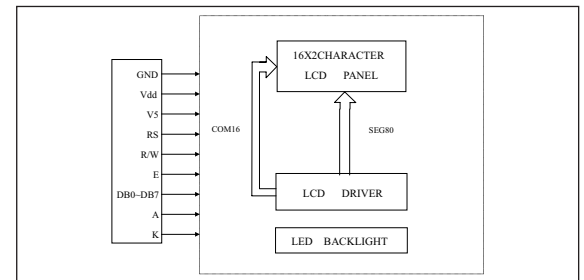 GND
Vdd
V5
RS
R/W
E
DB0~DB7
A
K
COM16
16X2CHARACTER
LCD PANEL
SEG80
LCD DRIVER
LED BACKLIGHT